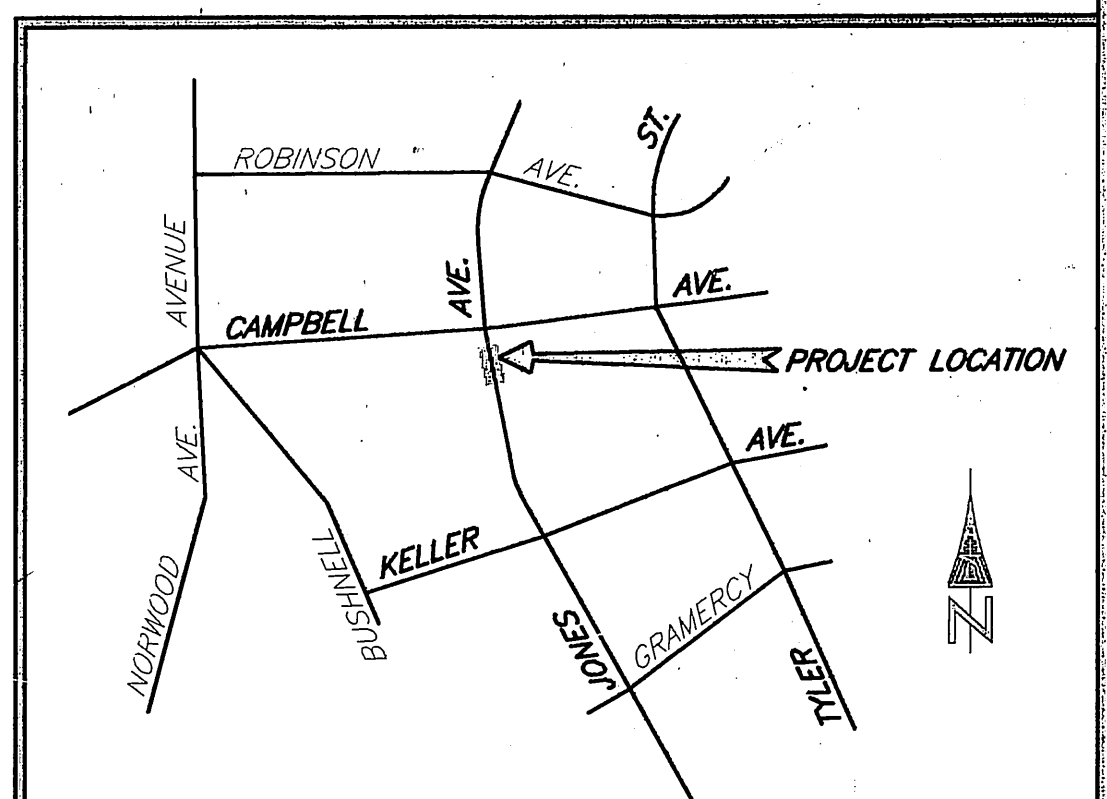 ST.
ROBINSON AVE.
AVENUE
AVE.
CAMPBELL AVE.
PROJECT LOCATION
AVE.
AVE.
KELLER
BUSHNELL
NORWOOD
JONES
GRAMERCY
TYLER
N